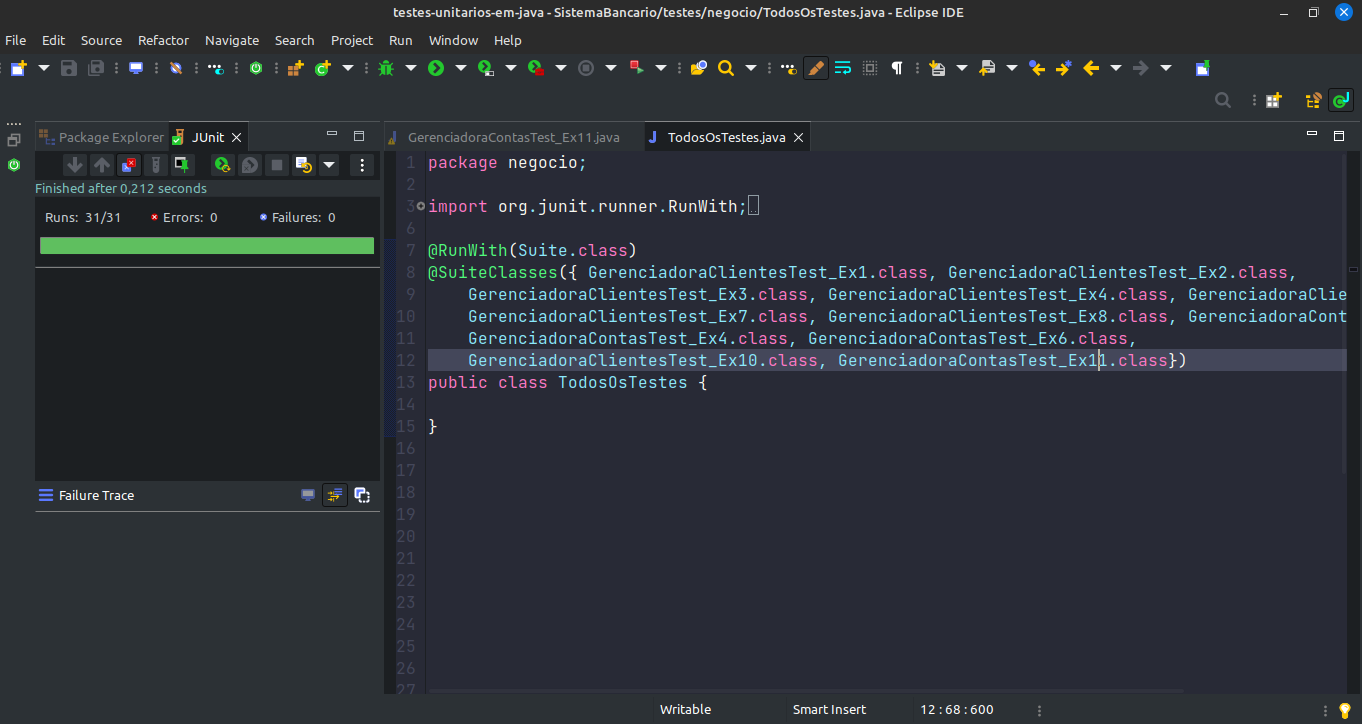 testes-unitarios-em-java - SistemaBancario/testes/negocio/TodosOsTestes.java - Eclipse IDE
File Edit Source Refactor Navigate Search Project Run Window Help
Package Explorer JUnit
GerenciadoraContasTest_Ex11.java TodosOsTestes.java
Finished after 0,212 seconds
Runs: 31/31 Errors: 0 Failures: 0
Failure Trace
1 package negocio;
2
3 import org.junit.runner.RunWith;
6
7 @RunWith(Suite.class)
8 @SuiteClasses({ GerenciadoraClientesTest_Ex1.class, GerenciadoraClientesTest_Ex2.class,
9 GerenciadoraClientesTest_Ex3.class, GerenciadoraClientesTest_Ex4.class, GerenciadoraClie
10 GerenciadoraClientesTest_Ex7.class, GerenciadoraClientesTest_Ex8.class, GerenciadoraCont
11 GerenciadoraContasTest_Ex4.class, GerenciadoraContasTest_Ex6.class,
12 GerenciadoraClientesTest_Ex10.class, GerenciadoraContasTest_Ex11.class})
13 public class TodosOsTestes {
14
15 }
16
17
18
19
20
21
22
23
24
25
26
27
Writable Smart Insert 12 : 68 : 600